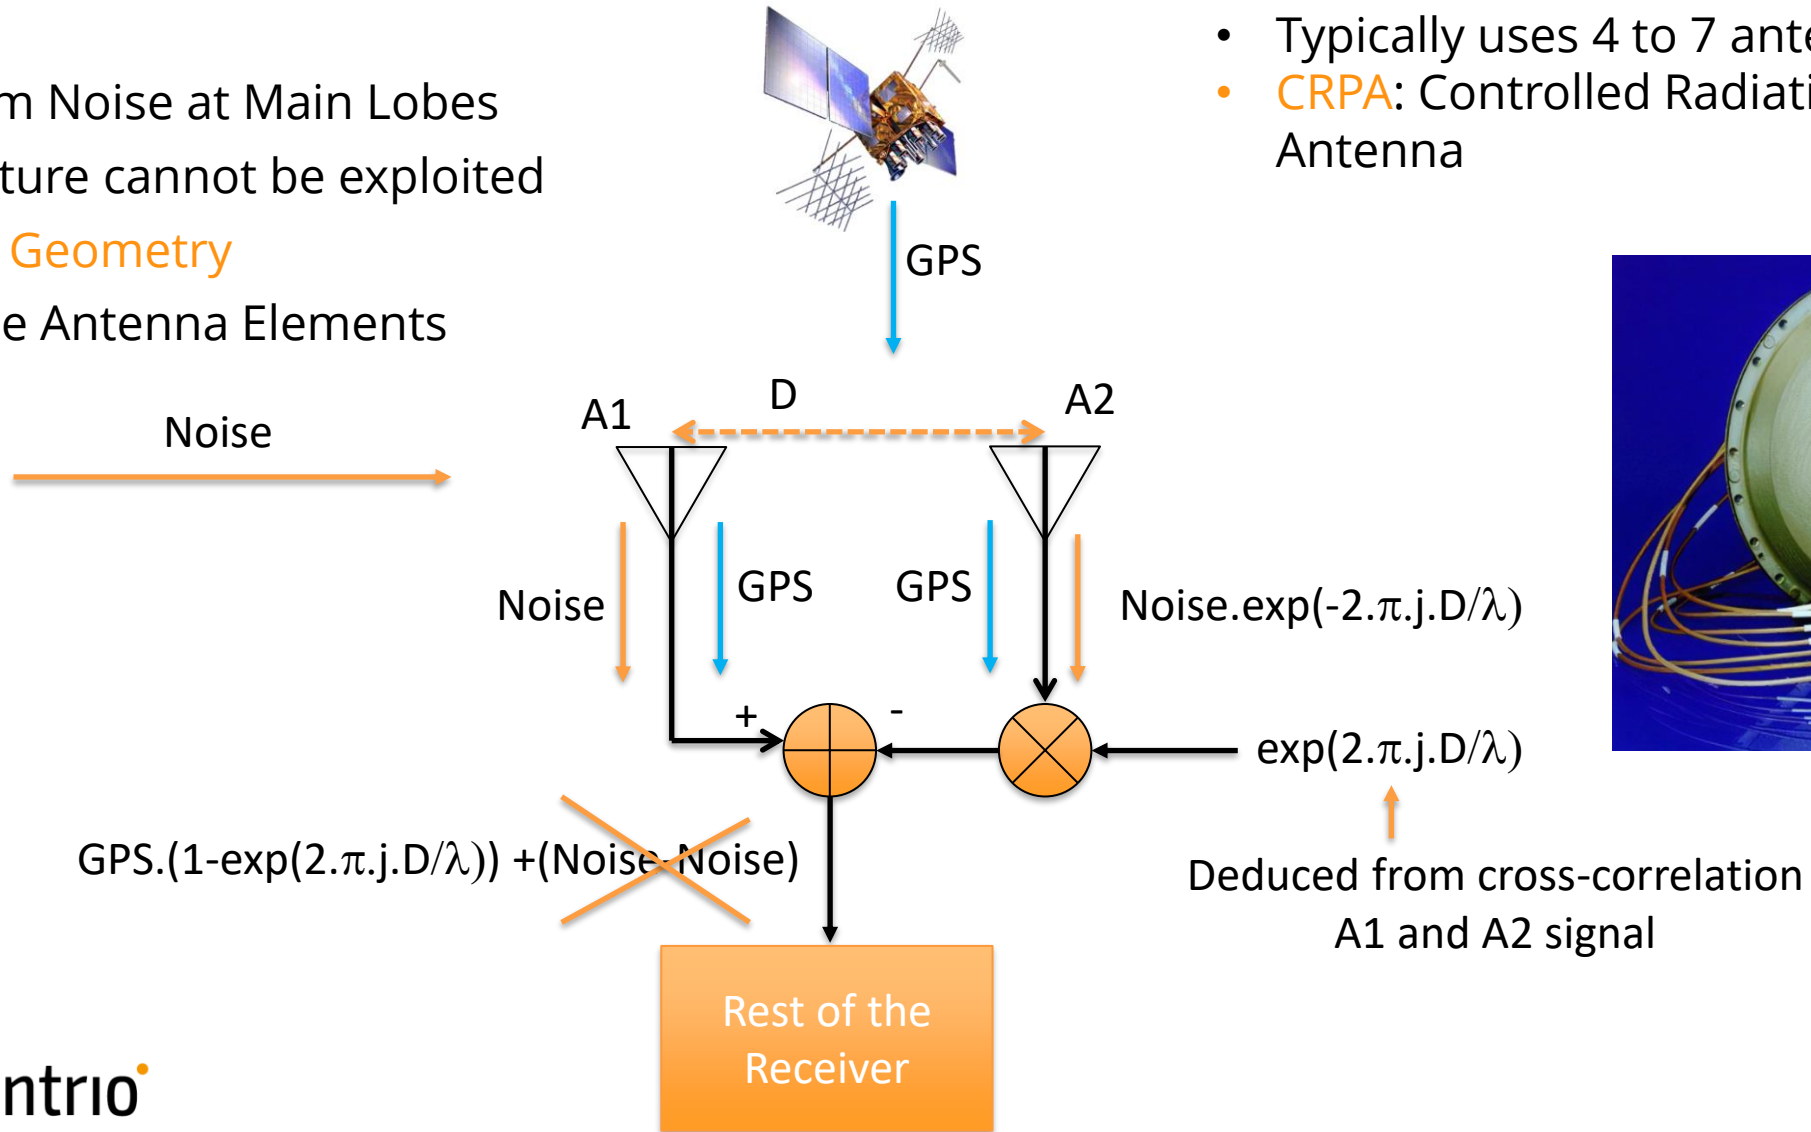 m Noise at Main Lobes
ture cannot be exploited
Geometry
e Antenna Elements
• Typically uses 4 to 7 ante
• CRPA: Controlled Radiati
Antenna
GPS
Noise
A1
D
A2
Noise
GPS
GPS
Noise.exp(-2.π.j.D/λ)
+
-
exp(2.π.j.D/λ)
GPS.(1-exp(2.π.j.D/λ)) +(Noise-Noise)
Deduced from cross-correlation
A1 and A2 signal
Rest of the
Receiver
ntrio